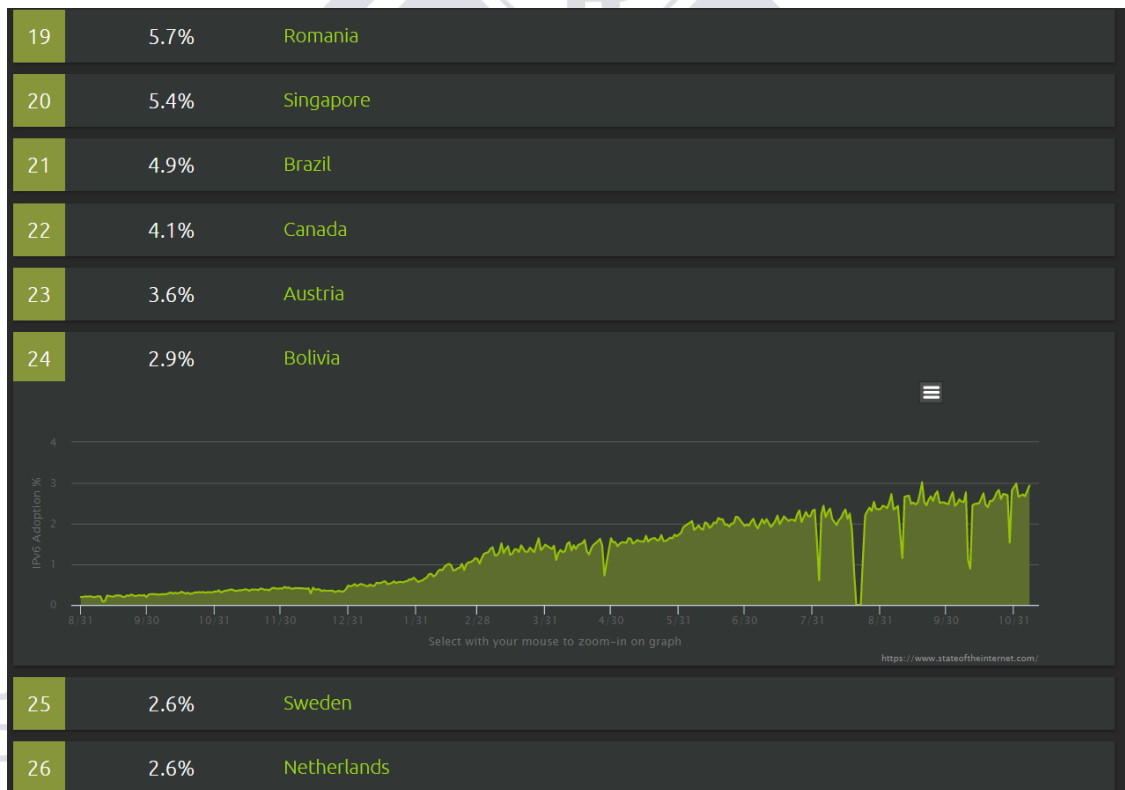 19 5.7% Romania
20 5.4% Singapore
21 4.9% Brazil
22 4.1% Canada
23 3.6% Austria
24 2.9% Bolivia
4
3
2
1
0
IPv6 Adoption %
8/31 9/30 10/31 11/30 12/31 1/31 2/28 3/31 4/30 5/31 6/30 7/31 8/31 9/30 10/31
Select with your mouse to zoom-in on graph
https://www.stateoftheinternet.com/
25 2.6% Sweden
26 2.6% Netherlands